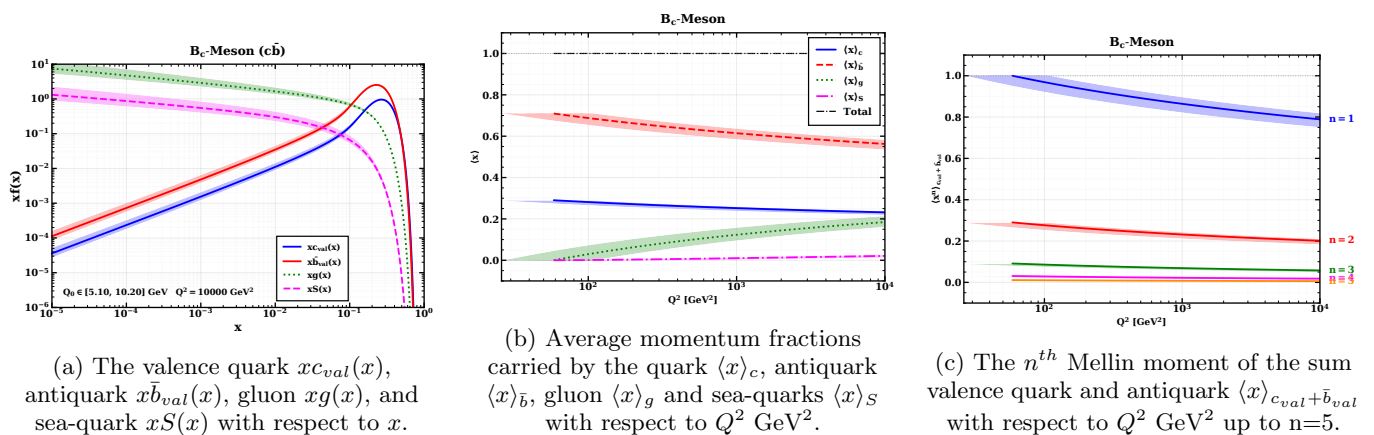 B_c-Meson (cb̄)
10^1
10^0
10^-1
10^-2
10^-3
10^-4
10^-5
10^-6
xf(x)
xc_val(x)
xb̄_val(x)
xg(x)
xS(x)
Q_0 ∈ [5.10, 10.20] GeV Q^2 = 10000 GeV^2
10^-5 10^-4 10^-3 10^-2 10^-1 10^0
x
(a) The valence quark xc_val(x),
antiquark xb̄_val(x), gluon xg(x), and
sea-quark xS(x) with respect to x.
B_c-Meson
1.0
0.8
0.6
0.4
0.2
0.0
⟨x⟩
⟨x⟩_c
⟨x⟩_b̄
⟨x⟩_g
⟨x⟩_S
Total
10^2 10^3 10^4
Q^2 [GeV^2]
(b) Average momentum fractions
carried by the quark ⟨x⟩_c, antiquark
⟨x⟩_b̄, gluon ⟨x⟩_g and sea-quarks ⟨x⟩_S
with respect to Q^2 GeV^2.
B_c-Meson
1.0
0.8
0.6
0.4
0.2
0.0
⟨x^n⟩_{c_val+b̄_val}
n=1
n=2
n=3
n=4
n=5
10^2 10^3 10^4
Q^2 [GeV^2]
(c) The n^th Mellin moment of the sum
valence quark and antiquark ⟨x⟩_{c_val+b̄_val}
with respect to Q^2 GeV^2 up to n=5.